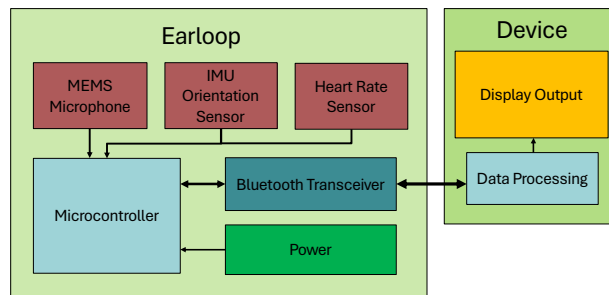 Earloop
Device
MEMS
Microphone
IMU
Orientation
Sensor
Heart Rate
Sensor
Display Output
Microcontroller
Bluetooth Transceiver
Data Processing
Power